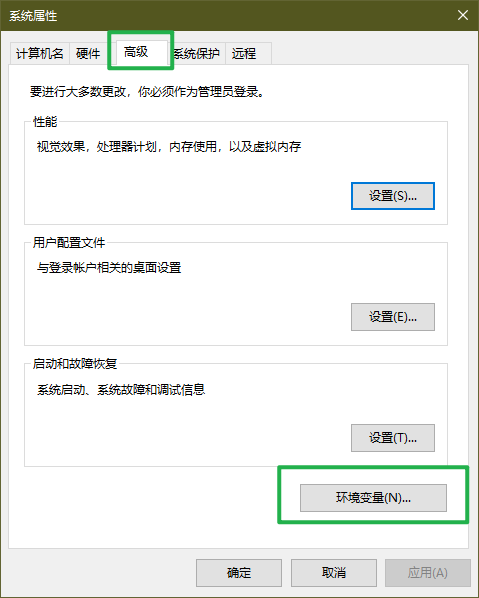 系统属性
计算机名 硬件 高级 系统保护 远程
要进行大多数更改，你必须作为管理员登录。
性能
视觉效果，处理器计划，内存使用，以及虚拟内存
设置(S)...
用户配置文件
与登录帐户相关的桌面设置
设置(E)...
启动和故障恢复
系统启动、系统故障和调试信息
设置(T)...
环境变量(N)...
确定 取消 应用(A)